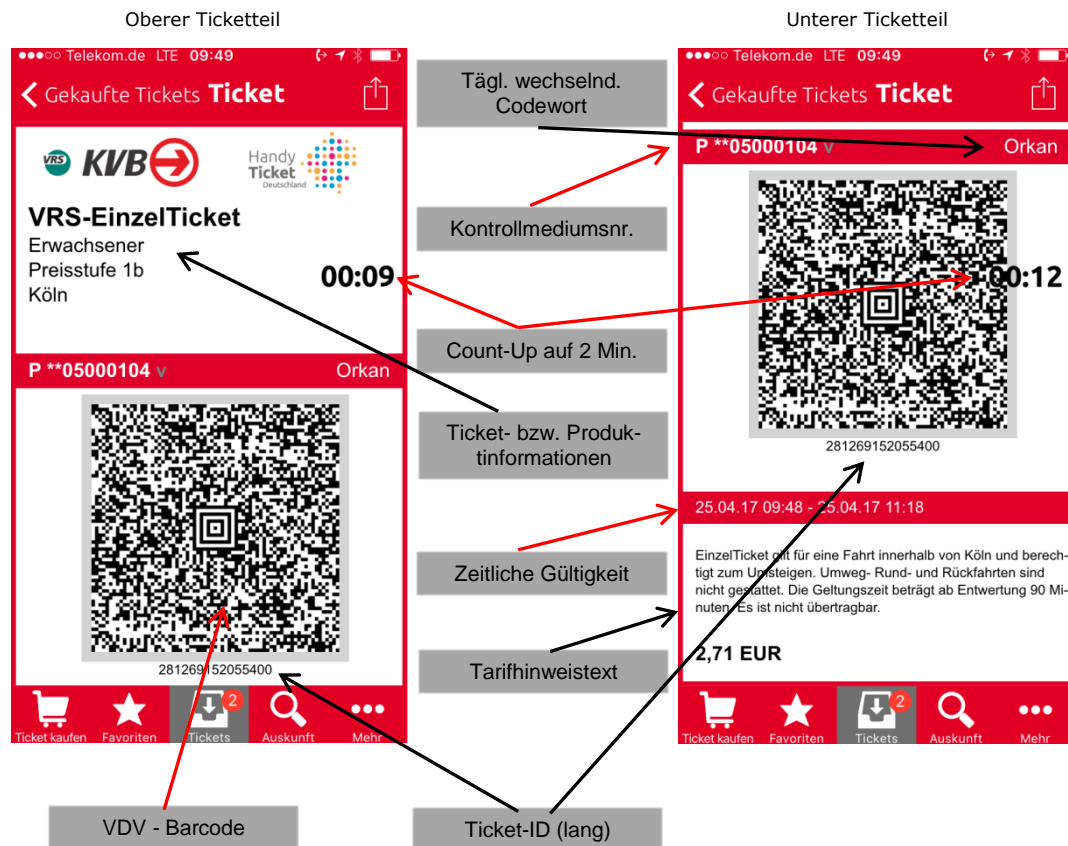 Oberer Ticketteil
Unterer Ticketteil
Telekom.de LTE 09:49
Gekaufte Tickets Ticket
VRS KVB
Handy
Ticket
Deutschland
VRS-EinzelTicket
Erwachsener
Preisstufe 1b
Köln
00:09
P **05000104 v Orkan
281269152055400
2
Ticket kaufen Favoriten Tickets Auskunft Mehr
Tägl. wechselnd.
Codewort
Kontrollmediumsnr.
Count-Up auf 2 Min.
Ticket- bzw. Produk-
tinformationen
Zeitliche Gültigkeit
Tarifhinweistext
VDV - Barcode
Ticket-ID (lang)
Telekom.de LTE 09:49
Gekaufte Tickets Ticket
P **05000104 v Orkan
00:12
281269152055400
25.04.17 09:48 - 25.04.17 11:18
EinzelTicket gilt für eine Fahrt innerhalb von Köln und berech-
tigt zum Umsteigen. Umweg- Rund- und Rückfahrten sind
nicht gestattet. Die Geltungszeit beträgt ab Entwertung 90 Mi-
nuten. Es ist nicht übertragbar.
2,71 EUR
2
Ticket kaufen Favoriten Tickets Auskunft Mehr